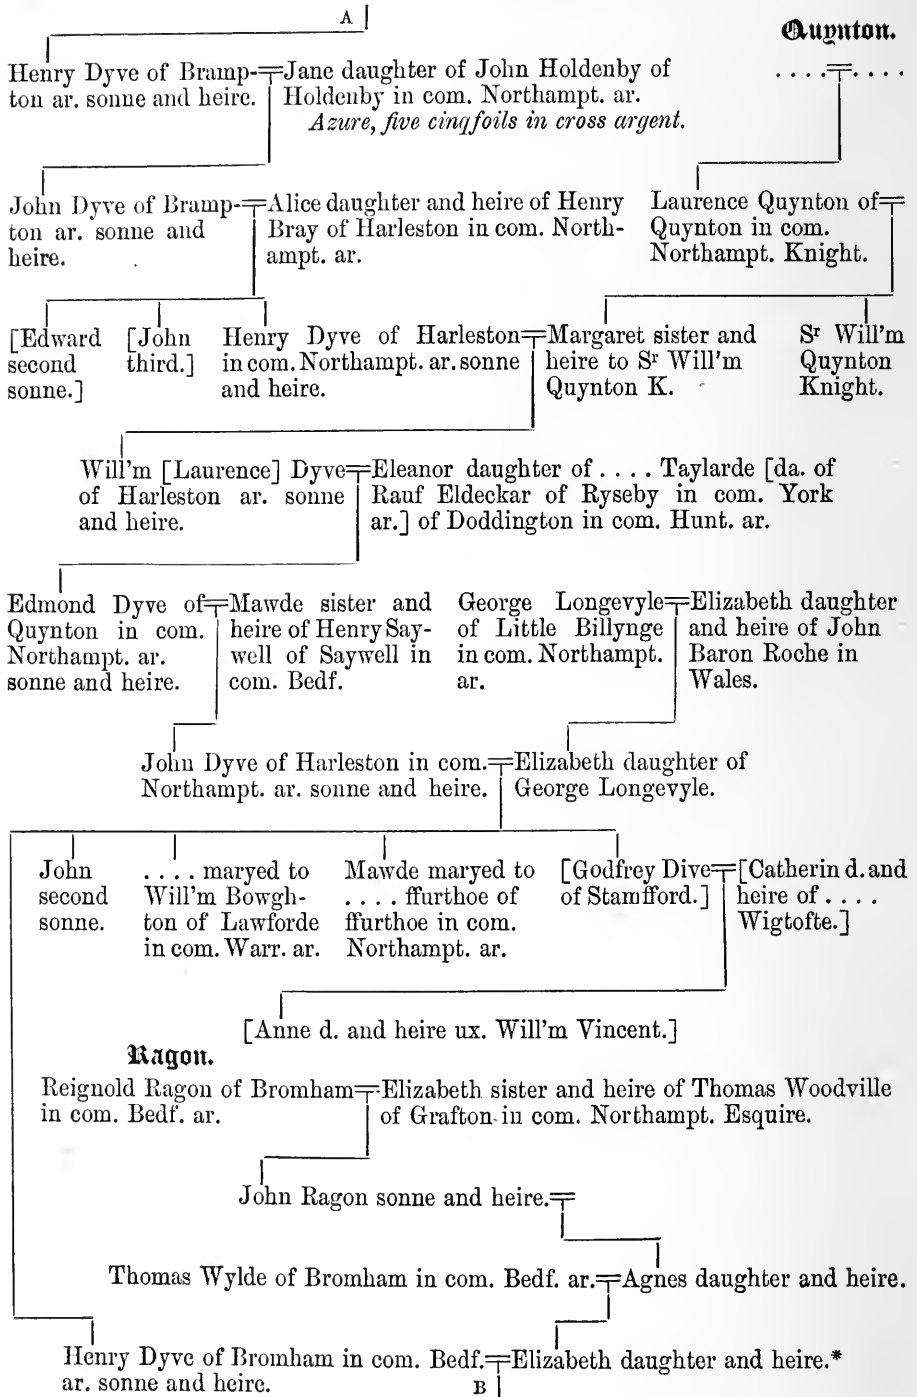 A
Quynton.
Henry Dyve of Bramp-
ton ar. sonne and heire.
Jane daughter of John Holdenby of
Holdenby in com. Northampt. ar.
Azure, five cinqfoils in cross argent.
. . . . . . . .
John Dyve of Bramp-
ton ar. sonne and
heire.
Alice daughter and heire of Henry
Bray of Harleston in com. North-
ampt. ar.
Laurence Quynton of
Quynton in com.
Northampt. Knight.
[Edward
second
sonne.]
[John
third.]
Henry Dyve of Harleston
in com. Northampt. ar. sonne
and heire.
Margaret sister and
heire to Sʳ Will'm
Quynton K.
Sʳ Will'm
Quynton
Knight.
Will'm [Laurence] Dyve
of Harleston ar. sonne
and heire.
Eleanor daughter of . . . . Taylarde [da. of
Rauf Eldeckar of Ryseby in com. York
ar.] of Doddington in com. Hunt. ar.
Edmond Dyve of
Quynton in com.
Northampt. ar.
sonne and heire.
Mawde sister and
heire of Henry Say-
well of Saywell in
com. Bedf.
George Longevyle
of Little Billynge
in com. Northampt.
ar.
Elizabeth daughter
and heire of John
Baron Roche in
Wales.
John Dyve of Harleston in com.
Northampt. ar. sonne and heire.
Elizabeth daughter of
George Longevyle.
John
second
sonne.
. . . . maryed to
Will'm Bowgh-
ton of Lawforde
in com. Warr. ar.
Mawde maryed to
. . . . ffurthoe of
ffurthoe in com.
Northampt. ar.
[Godfrey Dive
of Stamfford.]
[Catherin d. and
heire of . . . .
Wigtofte.]
[Anne d. and heire ux. Will'm Vincent.]
Ragon.
Reignold Ragon of Bromham
in com. Bedf. ar.
Elizabeth sister and heire of Thomas Woodville
of Grafton in com. Northampt. Esquire.
John Ragon sonne and heire.
Thomas Wylde of Bromham in com. Bedf. ar.
Agnes daughter and heire.
Henry Dyve of Bromham in com. Bedf.
ar. sonne and heire.
Elizabeth daughter and heire.*
B